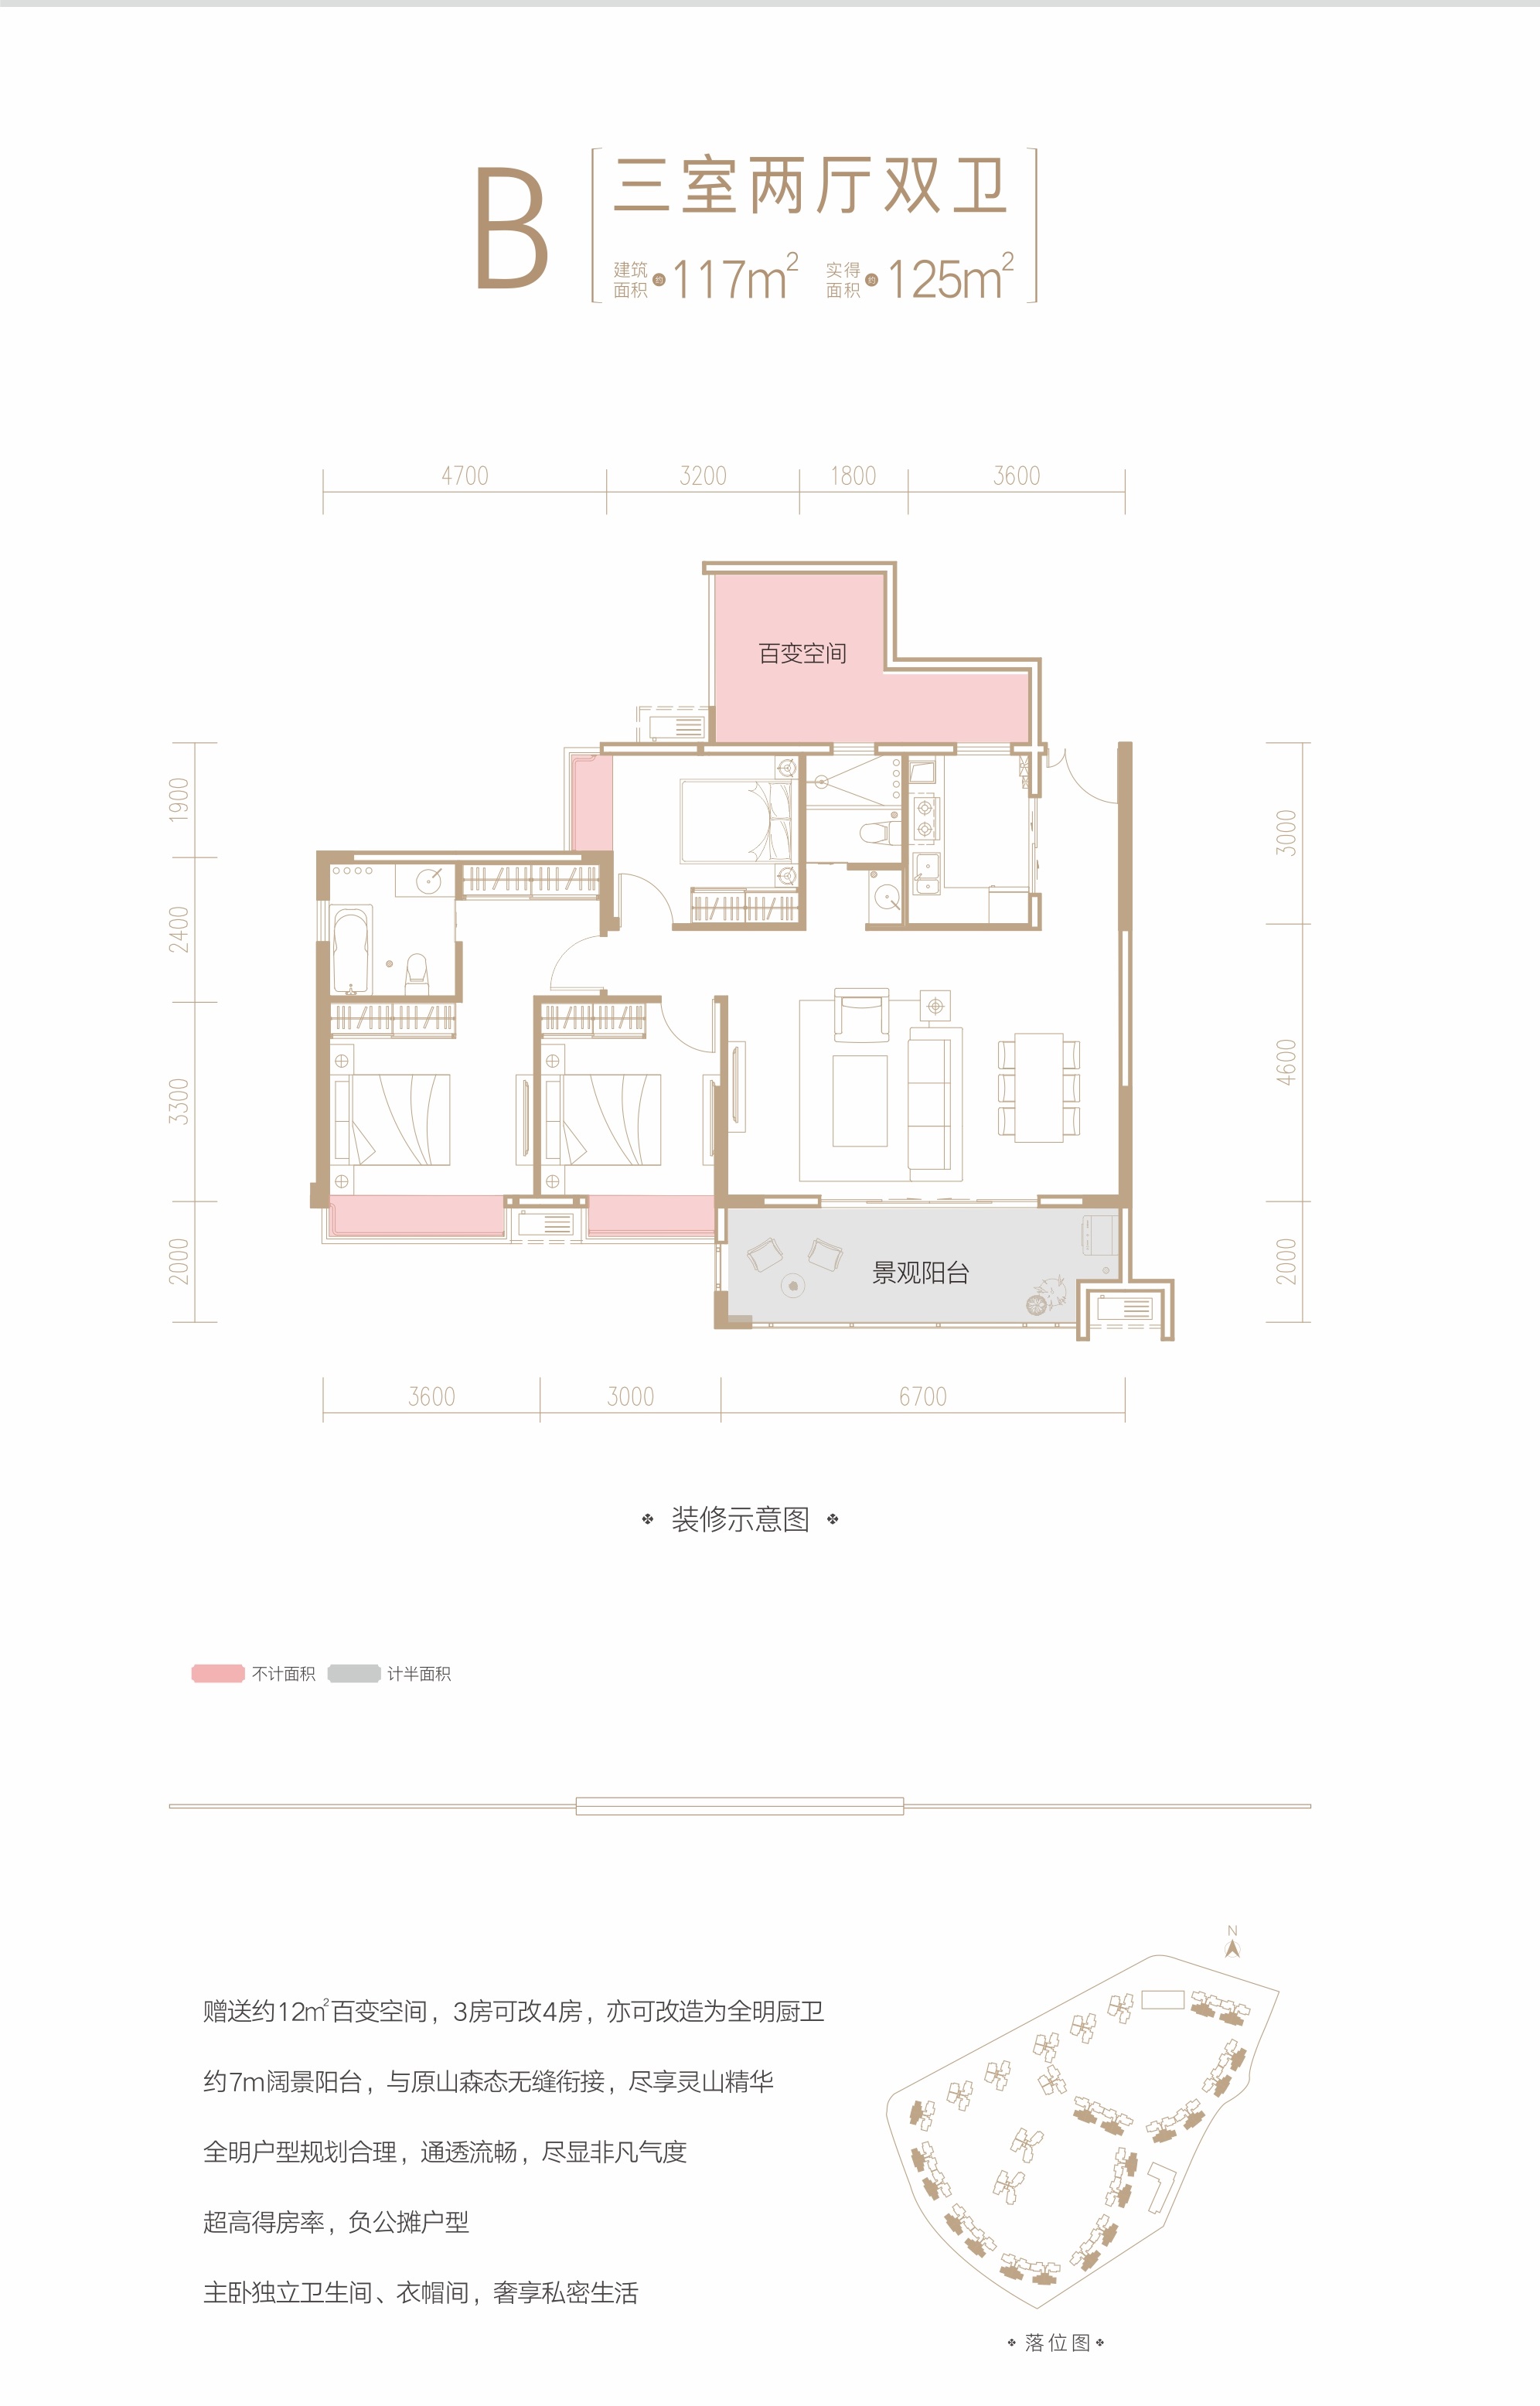 B
三室两厅双卫
建筑面积 约 117m² 实得面积 约 125m²
4700 3200 1800 3600
百变空间
1900
2400
3300
2000
3000
4600
2000
景观阳台
3600 3000 6700
装修示意图
不计面积 计半面积
N
赠送约12㎡百变空间，3房可改4房，亦可改造为全明厨卫
约7m阔景阳台，与原山森态无缝衔接，尽享灵山精华
全明户型规划合理，通透流畅，尽显非凡气度
超高得房率，负公摊户型
主卧独立卫生间、衣帽间，奢享私密生活
落位图